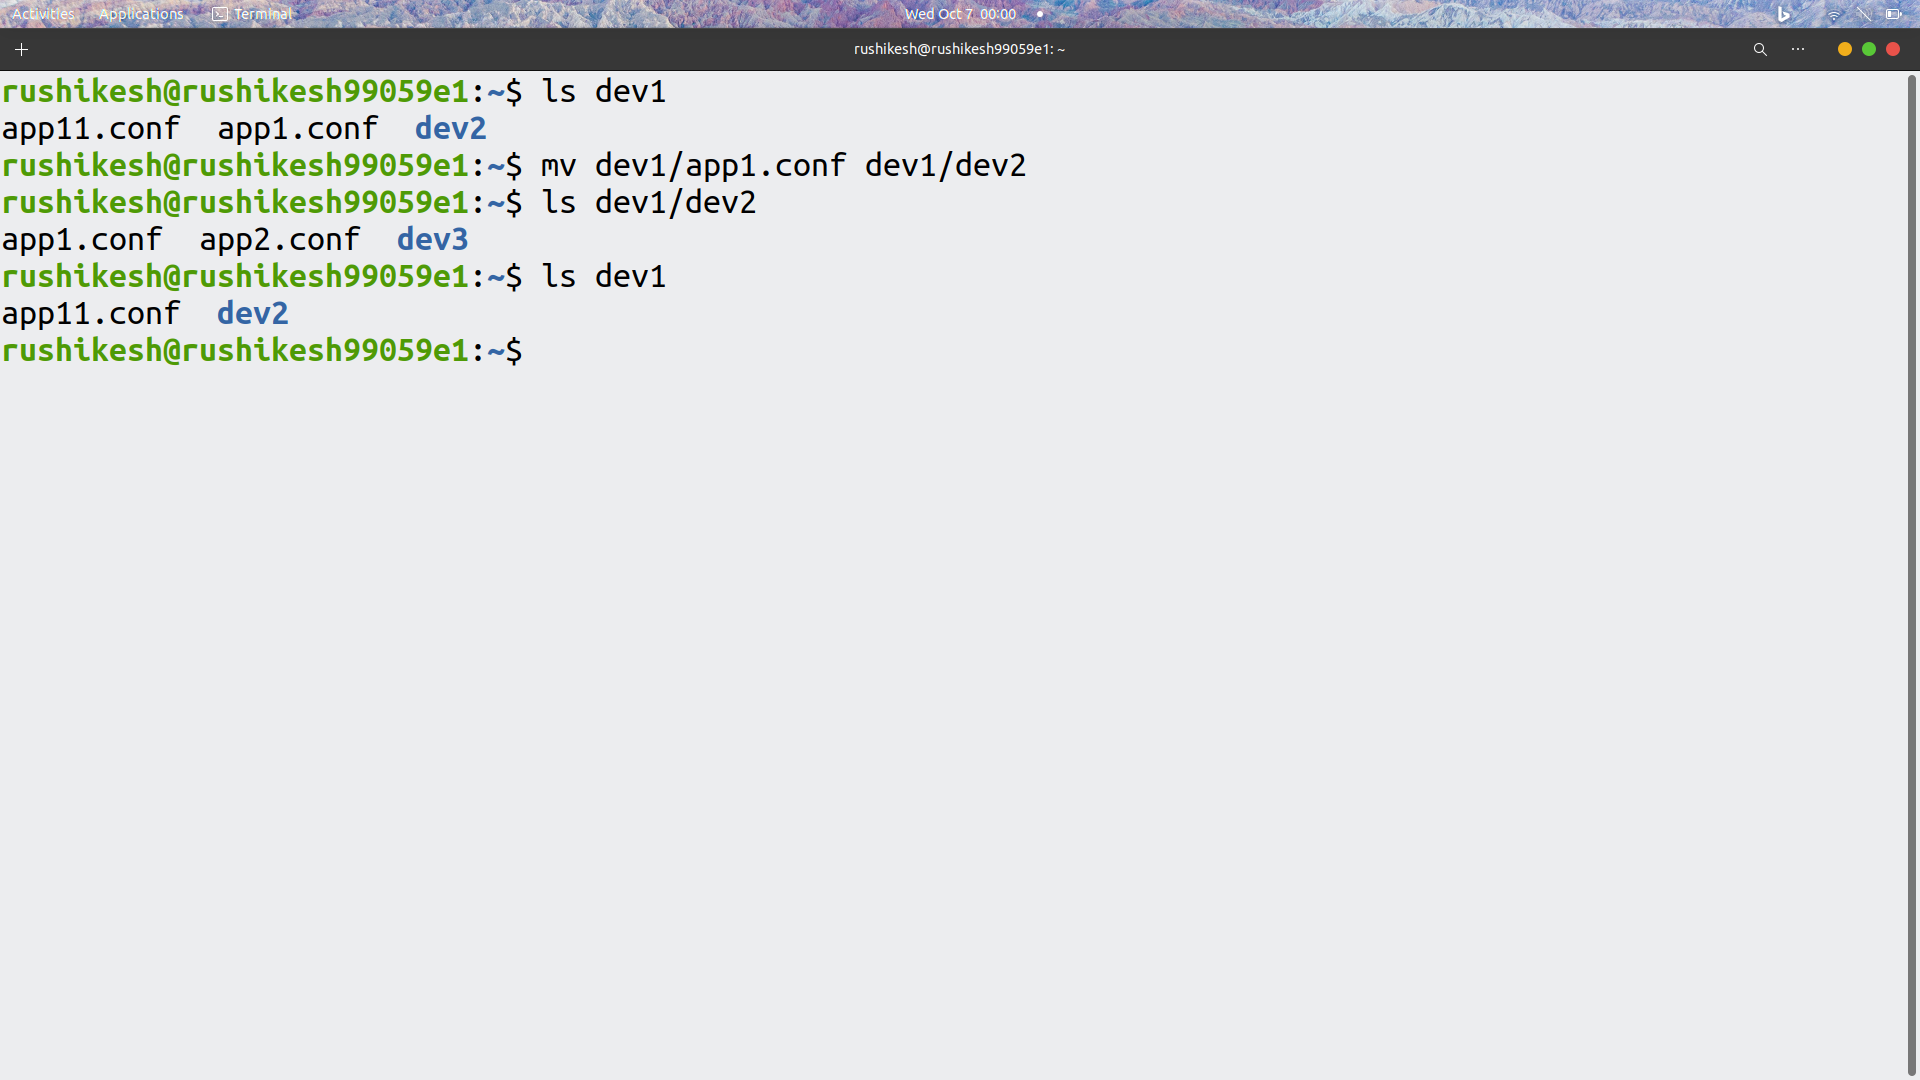 Activities Applications Terminal Wed Oct 7 00:00
rushikesh@rushikesh99059e1: ~
rushikesh@rushikesh99059e1:~$ ls dev1
app11.conf  app1.conf  dev2
rushikesh@rushikesh99059e1:~$ mv dev1/app1.conf dev1/dev2
rushikesh@rushikesh99059e1:~$ ls dev1/dev2
app1.conf  app2.conf  dev3
rushikesh@rushikesh99059e1:~$ ls dev1
app11.conf  dev2
rushikesh@rushikesh99059e1:~$